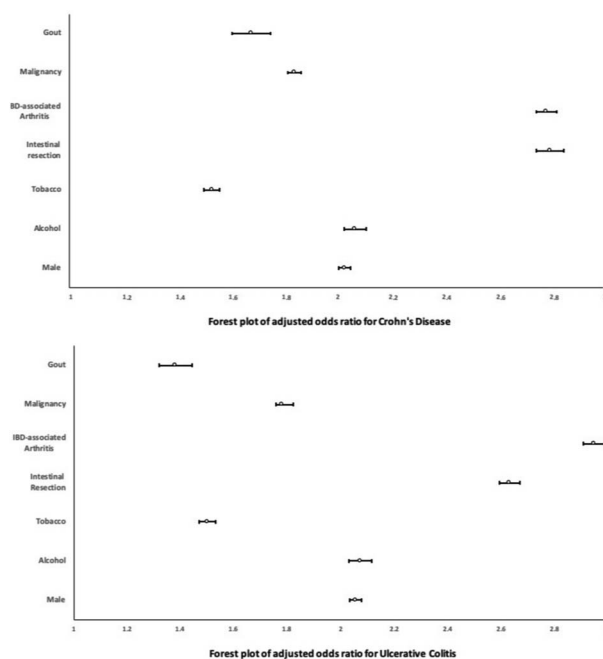 Gout
Malignancy
BD-associated
Arthritis
Intestinal
resection
Tobacco
Alcohol
Male
1 1.2 1.4 1.6 1.8 2 2.2 2.4 2.6 2.8
Forest plot of adjusted odds ratio for Crohn's Disease
Gout
Malignancy
IBD-associated
Arthritis
Intestinal
Resection
Tobacco
Alcohol
Male
1 1.2 1.4 1.6 1.8 2 2.2 2.4 2.6 2.8
Forest plot of adjusted odds ratio for Ulcerative Colitis